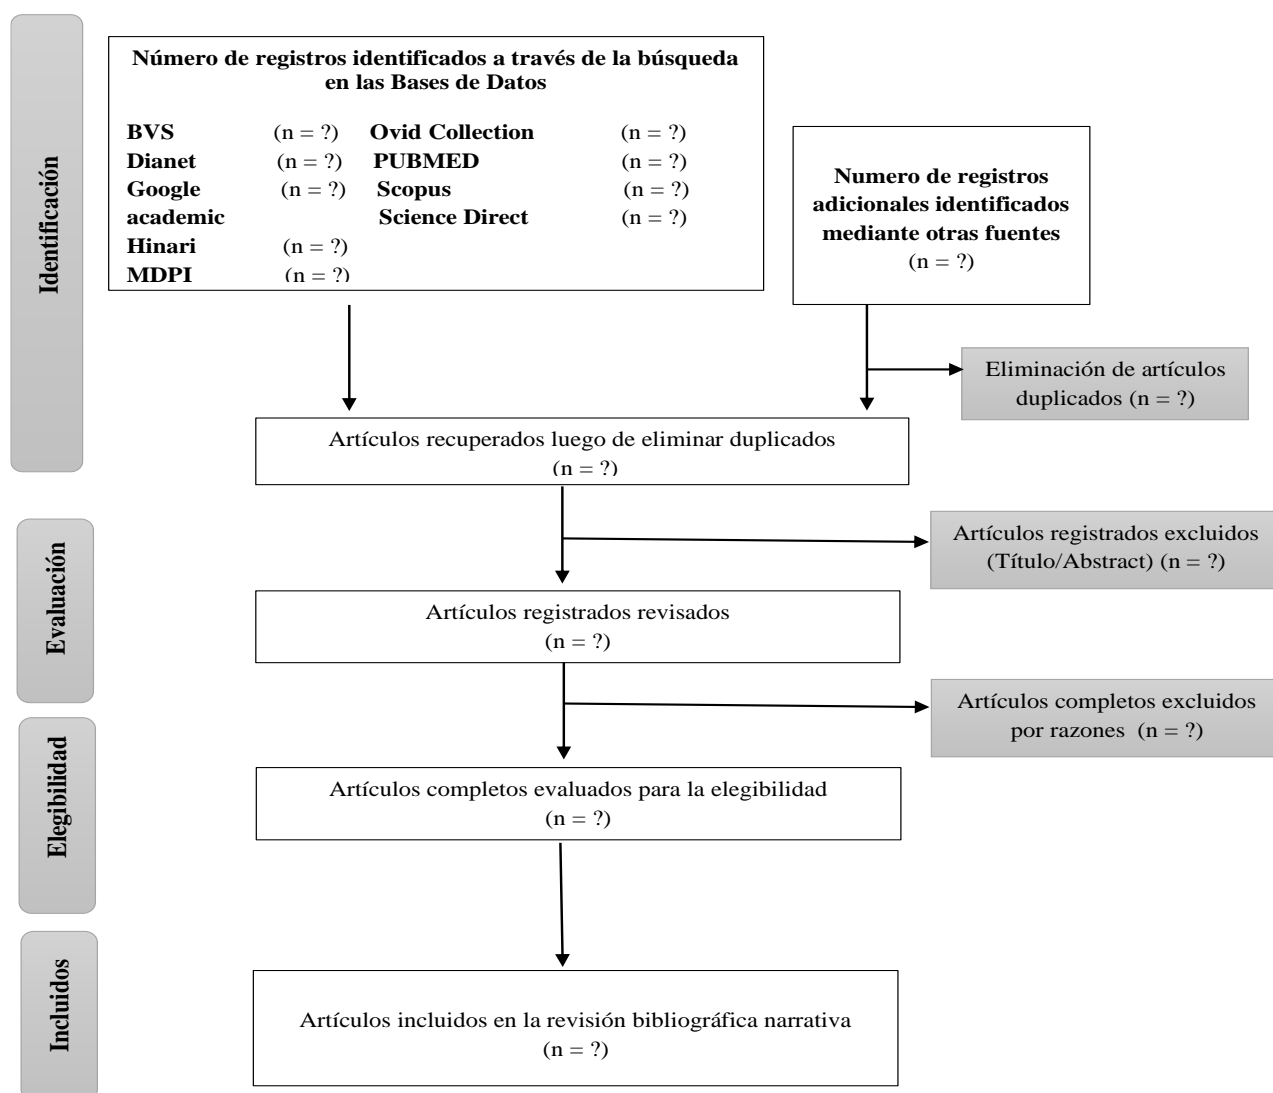 Identificación
Número de registros identificados a través de la búsqueda
en las Bases de Datos
BVS (n = ?) Ovid Collection (n = ?)
Dianet (n = ?) PUBMED (n = ?)
Google (n = ?) Scopus (n = ?)
academic Science Direct (n = ?)
Hinari (n = ?)
MDPI (n = ?)
Numero de registros
adicionales identificados
mediante otras fuentes
(n = ?)
Eliminación de artículos
duplicados (n = ?)
Artículos recuperados luego de eliminar duplicados
(n = ?)
Evaluación
Artículos registrados excluidos
(Título/Abstract) (n = ?)
Artículos registrados revisados
(n = ?)
Artículos completos excluidos
por razones (n = ?)
Elegibilidad
Artículos completos evaluados para la elegibilidad
(n = ?)
Incluidos
Artículos incluidos en la revisión bibliográfica narrativa
(n = ?)